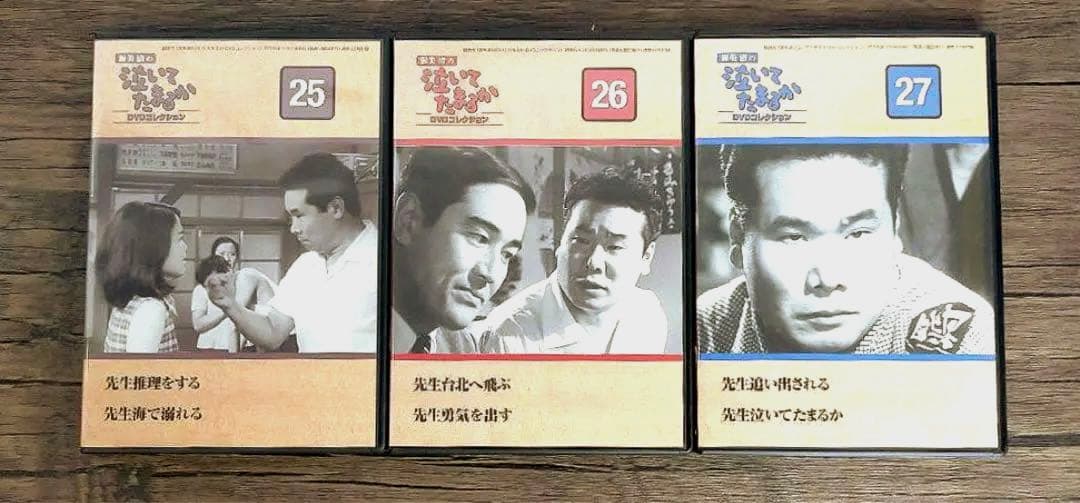 渥美清の
泣いて
たまるか
DVDコレクション
25
先生推理をする
先生海で溺れる
渥美清の
泣いて
たまるか
DVDコレクション
26
先生台北へ飛ぶ
先生勇気を出す
渥美清の
泣いて
たまるか
DVDコレクション
27
先生追い出される
先生泣いてたまるか